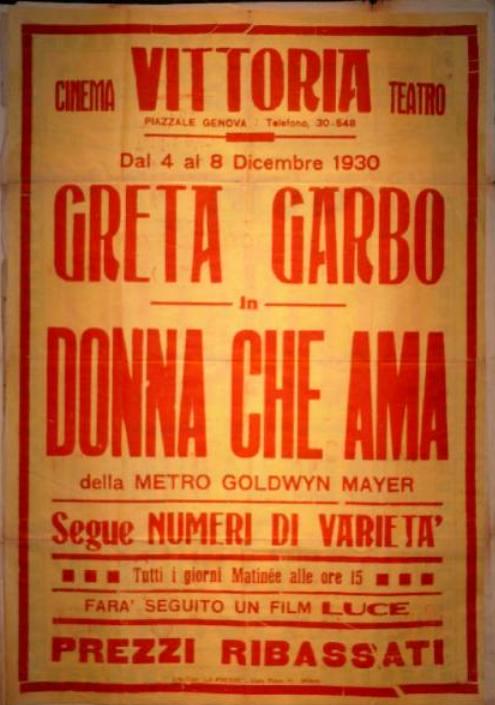 CINEMA VITTORIA TEATRO
PIAZZALE GENOVA : Telefono, 30-548
Dal 4 al 8 Dicembre 1930
GRETA GARBO
in
DONNA CHE AMA
della METRO GOLDWYN MAYER
Segue NUMERI DI VARIETA'
Tutti i giorni Matinée alle ore 15
FARA' SEGUITO UN FILM LUCE
PREZZI RIBASSATI